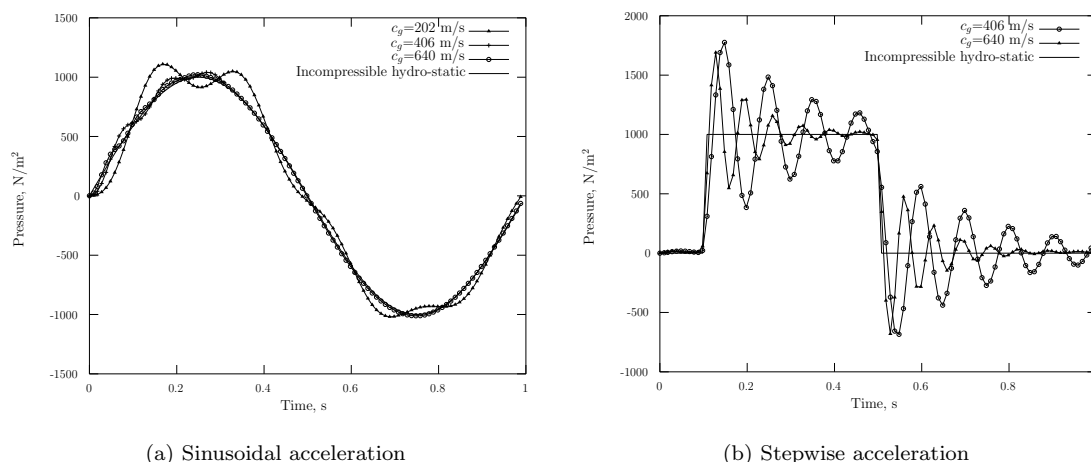 1500
1000
500
0
-500
-1000
-1500
0
0.2
0.4
0.6
0.8
1
Pressure, N/m²
Time, s
c_g=202 m/s
c_g=406 m/s
c_g=640 m/s
Incompressible hydro-static
(a) Sinusoidal acceleration
2000
1500
1000
500
0
-500
-1000
0
0.2
0.4
0.6
0.8
Pressure, N/m²
Time, s
c_g=406 m/s
c_g=640 m/s
Incompressible hydro-static
(b) Stepwise acceleration